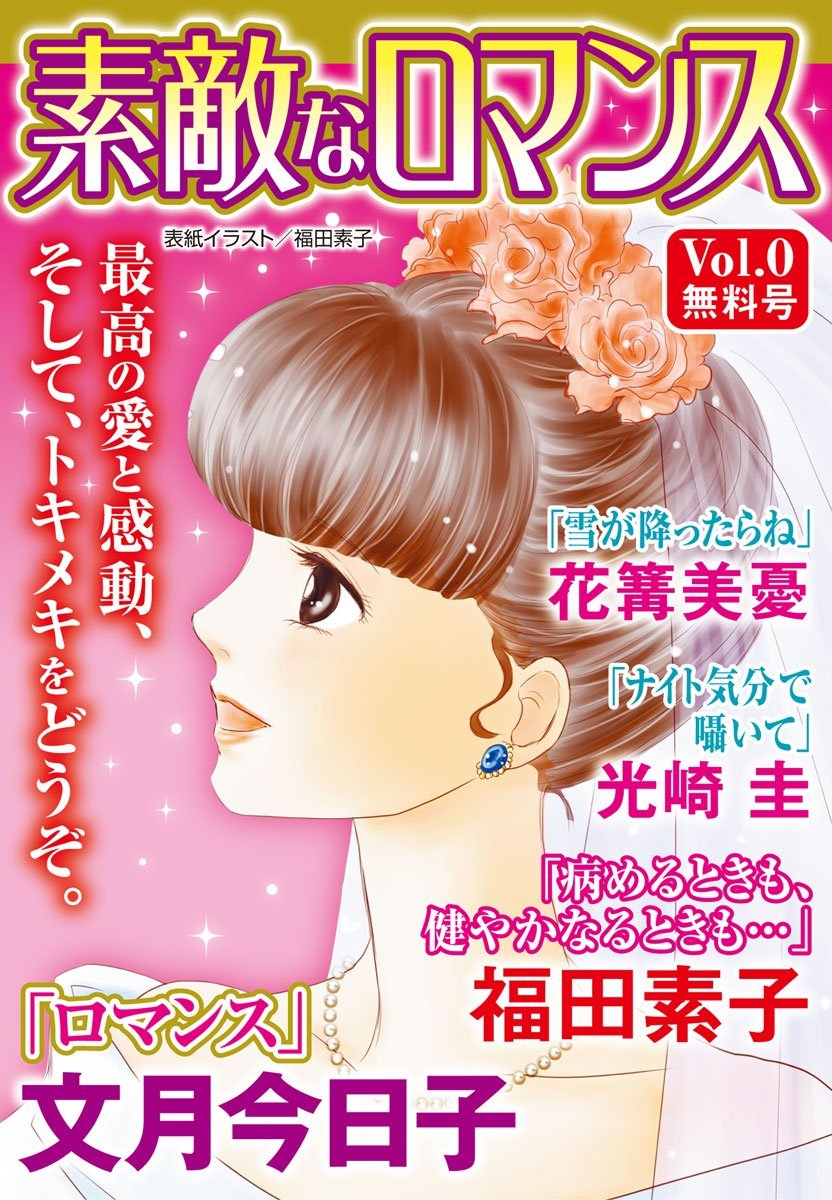 素敵なロマンス
表紙イラスト／福田素子
Vol.0
無料号
最高の愛と感動、
そして、トキメキをどうぞ。
「雪が降ったらね」
花篝美憂
「ナイト気分で
囁いて」
光崎 圭
「病めるときも、
健やかなるときも…」
福田素子
「ロマンス」
文月今日子